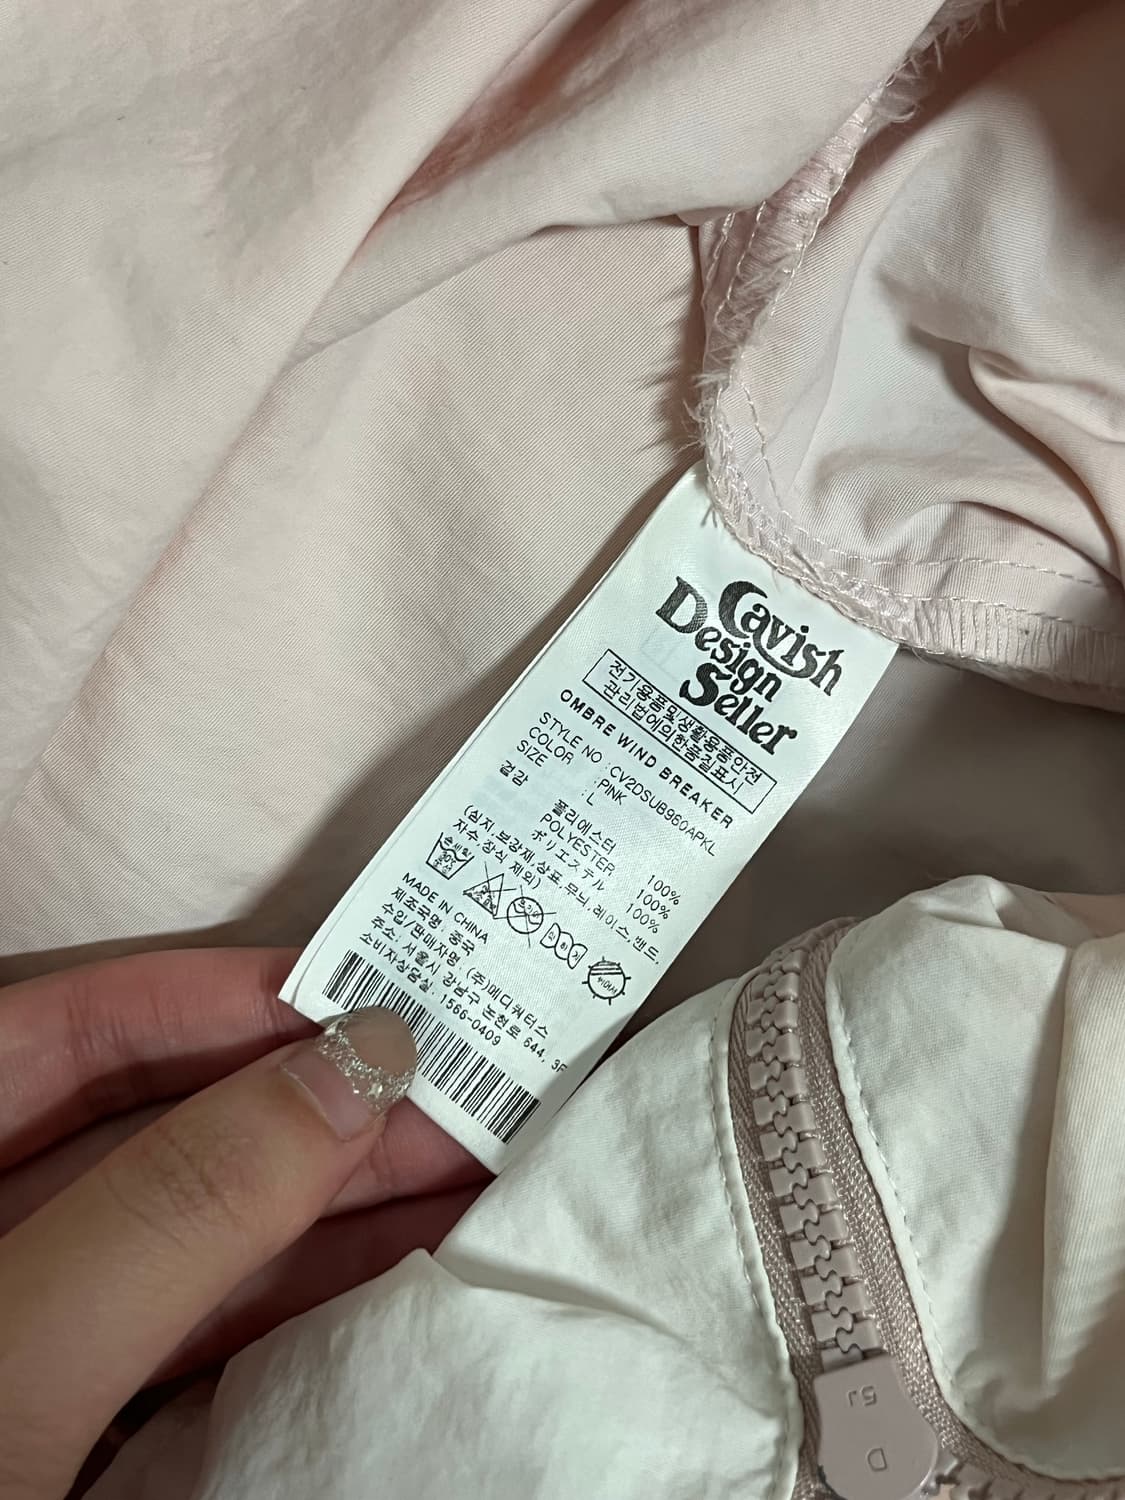 Cavish
Design
Seller
전기용품및생활용품안전
관리법에의한품질표시
OMBRE WIND BREAKER
STYLE NO : CV2DSUB960APKL
COLOR : PINK
SIZE : L
겉감
폴리에스터 100%
POLYESTER 100%
ポリエステル 100%
(심지,보강재,상표,무늬,레이스,밴드,
자수,장식 제외)
MADE IN CHINA
제조국명: 중국
수입/판매자명 (주)메디쿼터스
주소: 서울시 강남구 논현로 644, 3F
소비자상담실: 1566-0409
5J
D